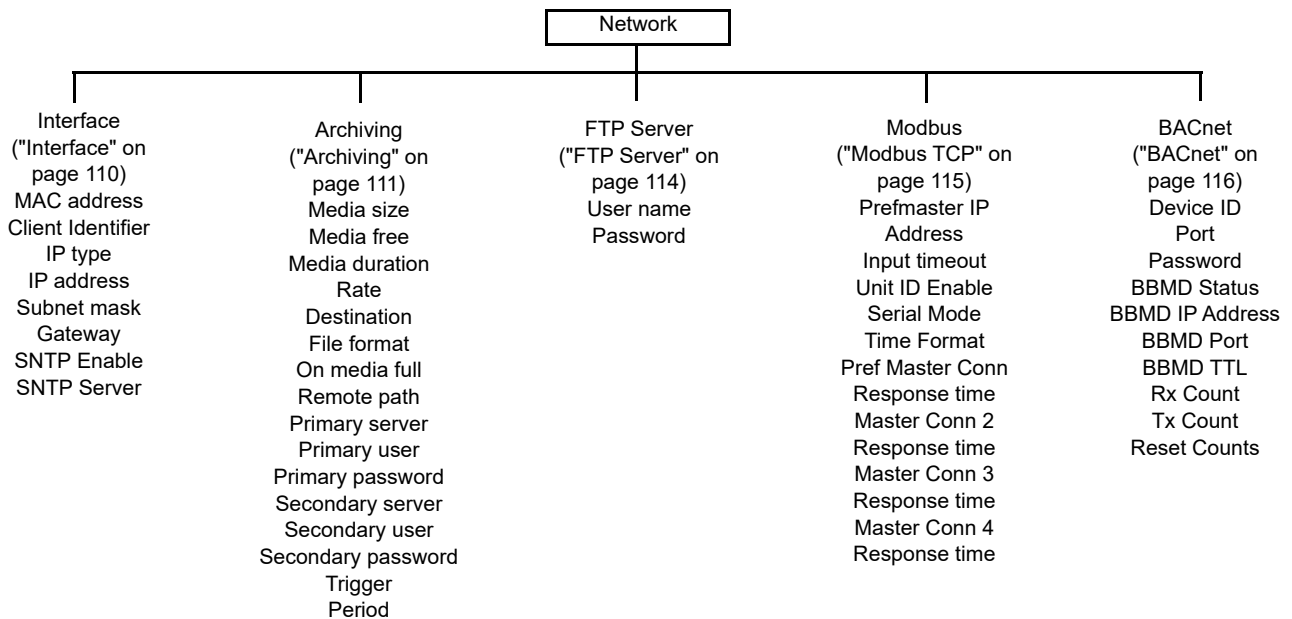 Network
Interface
("Interface" on
page 110)
MAC address
Client Identifier
IP type
IP address
Subnet mask
Gateway
SNTP Enable
SNTP Server
Archiving
("Archiving" on
page 111)
Media size
Media free
Media duration
Rate
Destination
File format
On media full
Remote path
Primary server
Primary user
Primary password
Secondary server
Secondary user
Secondary password
Trigger
Period
FTP Server
("FTP Server" on
page 114)
User name
Password
Modbus
("Modbus TCP" on
page 115)
Prefmaster IP
Address
Input timeout
Unit ID Enable
Serial Mode
Time Format
Pref Master Conn
Response time
Master Conn 2
Response time
Master Conn 3
Response time
Master Conn 4
Response time
BACnet
("BACnet" on
page 116)
Device ID
Port
Password
BBMD Status
BBMD IP Address
BBMD Port
BBMD TTL
Rx Count
Tx Count
Reset Counts